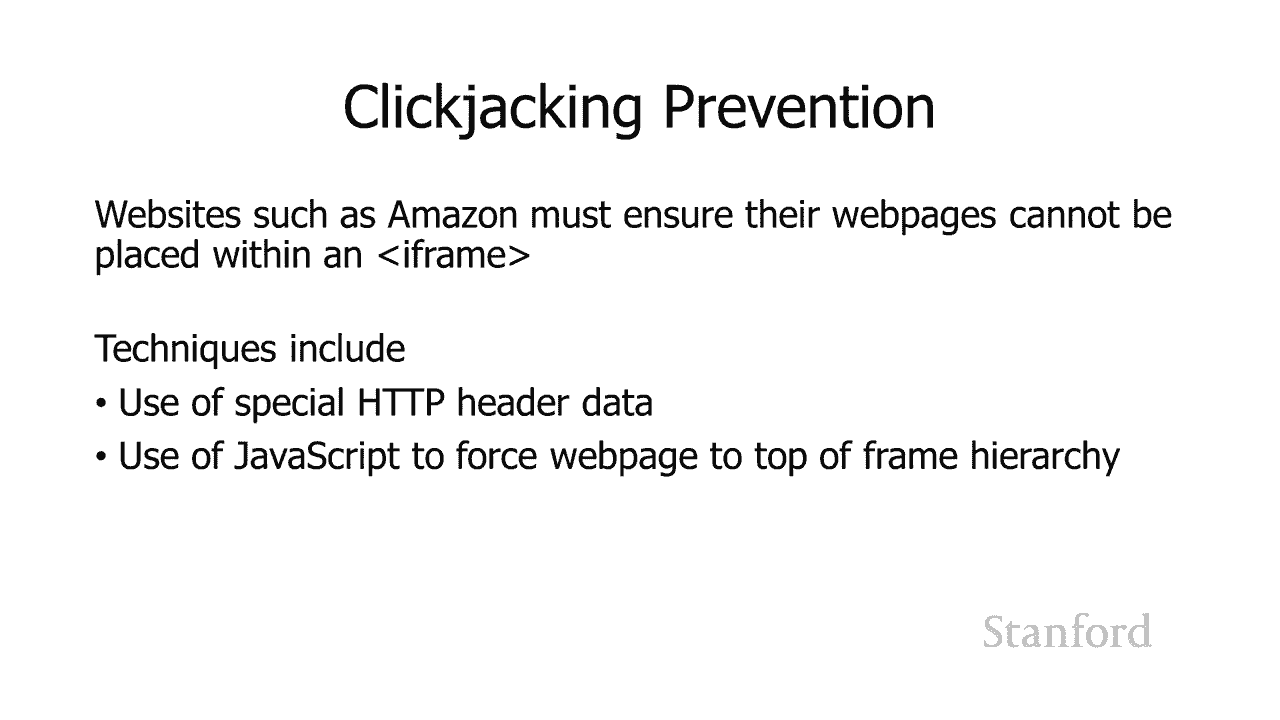 Clickjacking Prevention
Websites such as Amazon must ensure their webpages cannot be
placed within an <iframe>
Techniques include
• Use of special HTTP header data
• Use of JavaScript to force webpage to top of frame hierarchy
Stanford